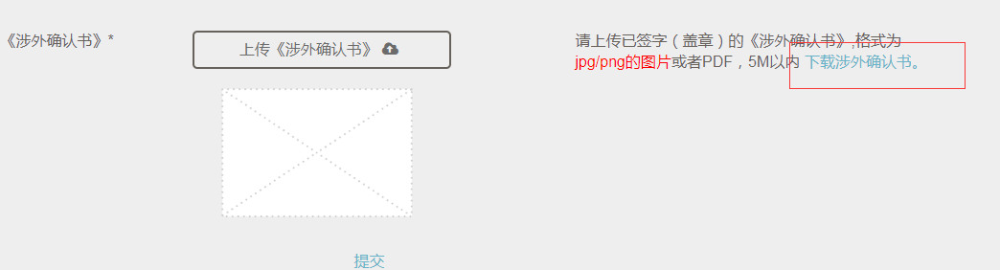 《涉外确认书》*
上传《涉外确认书》
请上传已签字（盖章）的《涉外确认书》,格式为
jpg/png的图片或者PDF，5M以内 下载涉外确认书。
提交